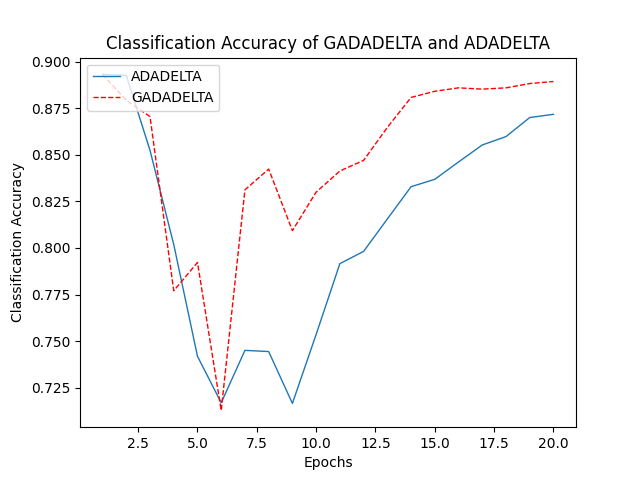 Classification Accuracy of GADADELTA and ADADELTA
0.900
0.875
0.850
0.825
0.800
0.775
0.750
0.725
Classification Accuracy
ADADELTA
GADADELTA
2.5 5.0 7.5 10.0 12.5 15.0 17.5 20.0
Epochs